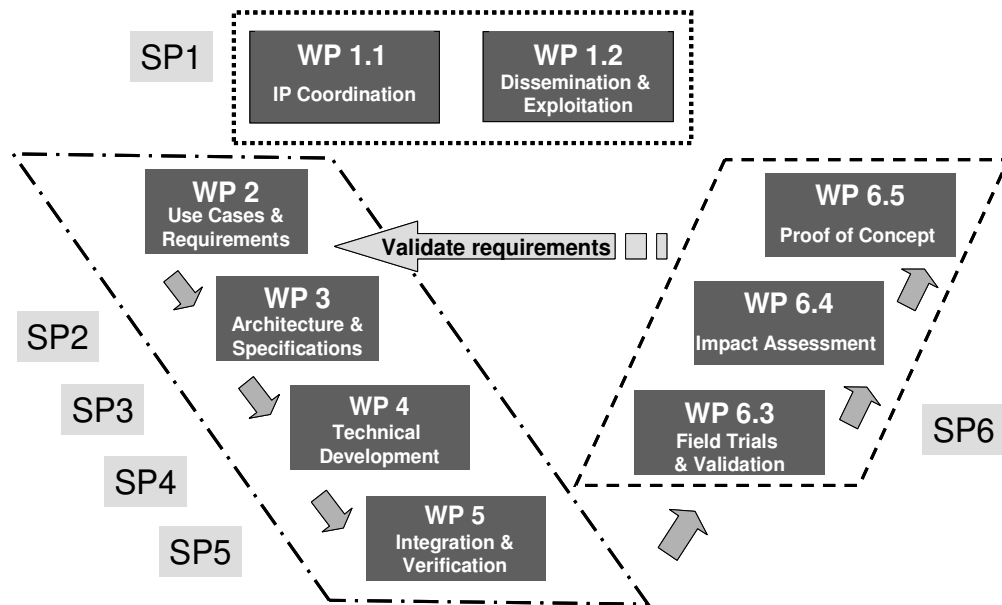 SP1
WP 1.1
IP Coordination
WP 1.2
Dissemination &
Exploitation
WP 2
Use Cases &
Requirements
Validate requirements
WP 6.5
Proof of Concept
WP 3
Architecture &
Specifications
WP 6.4
Impact Assessment
SP2
SP3
WP 4
Technical
Development
WP 6.3
Field Trials
& Validation
SP6
SP4
SP5
WP 5
Integration &
Verification